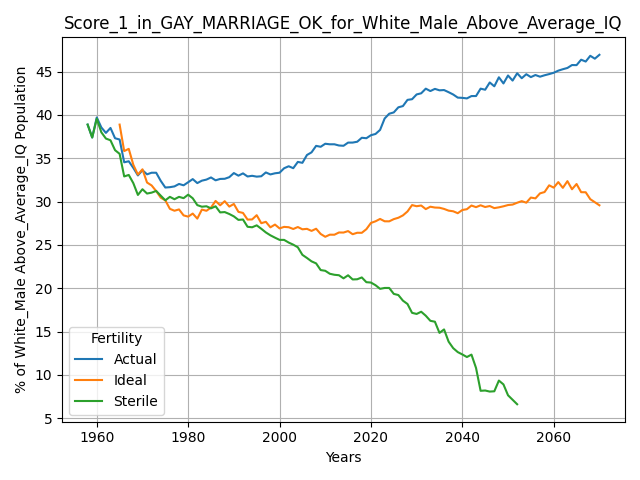 Score_1_in_GAY_MARRIAGE_OK_for_White_Male_Above_Average_IQ
% of White_Male Above_Average_IQ Population
45
40
35
30
25
20
15
10
5
Fertility
Actual
Ideal
Sterile
1960 1980 2000 2020 2040 2060
Years